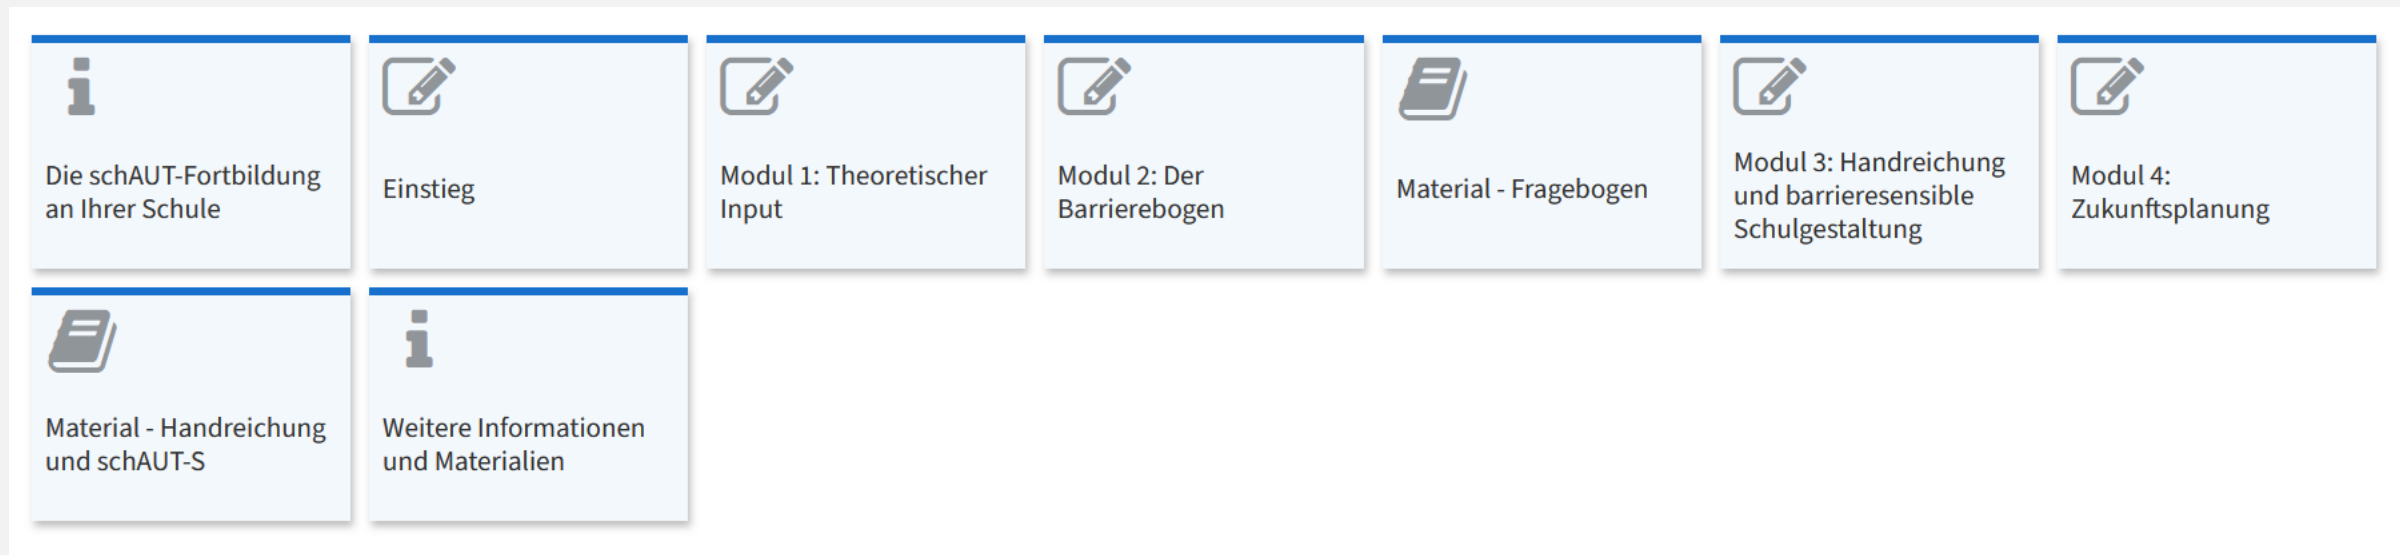 Die schAUT-Fortbildung
an Ihrer Schule
Einstieg
Modul 1: Theoretischer
Input
Modul 2: Der
Barrierebogen
Material - Fragebogen
Modul 3: Handreichung
und barrieresensible
Schulgestaltung
Modul 4:
Zukunftsplanung
Material - Handreichung
und schAUT-S
Weitere Informationen
und Materialien